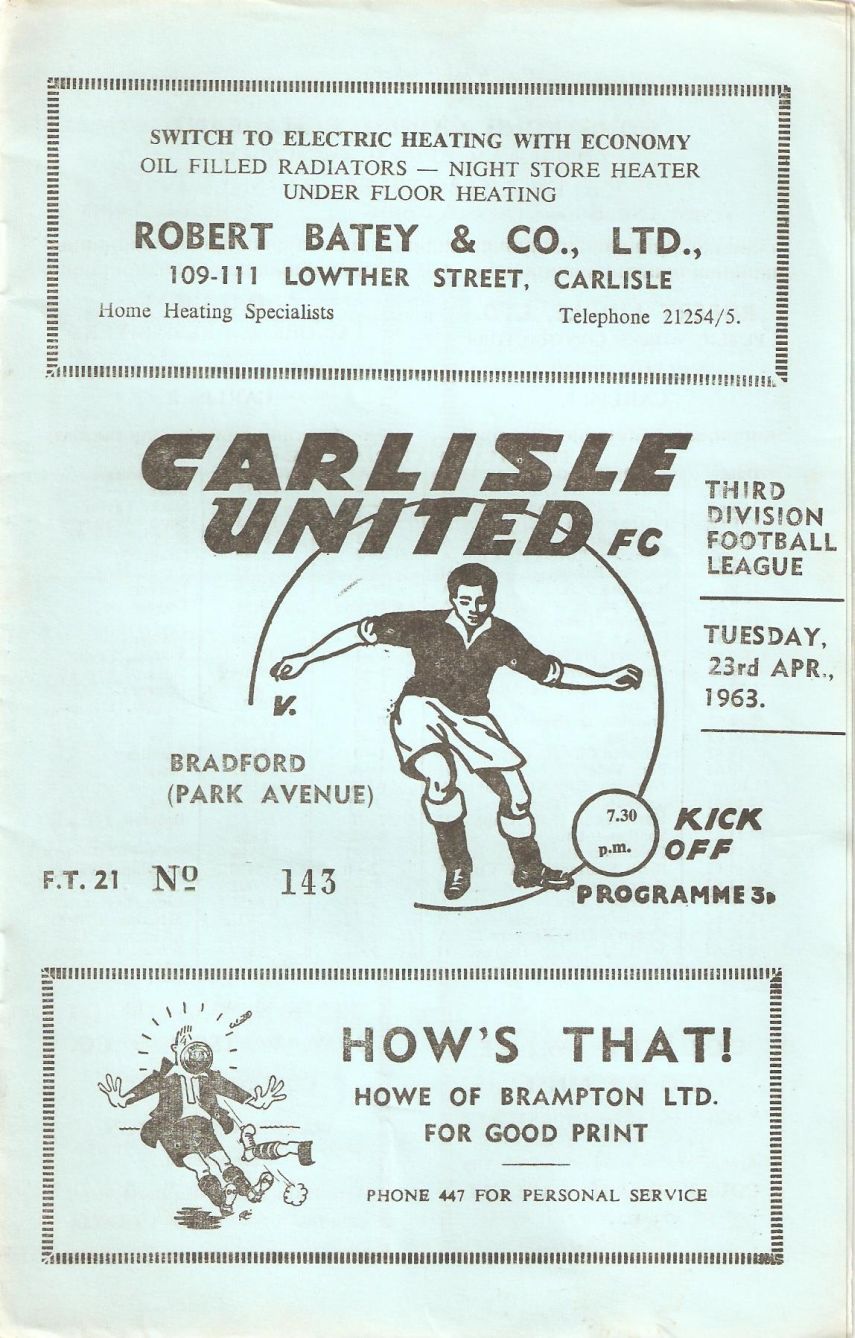 SWITCH TO ELECTRIC HEATING WITH ECONOMY
OIL FILLED RADIATORS — NIGHT STORE HEATER
UNDER FLOOR HEATING
ROBERT BATEY & CO., LTD.,
109-111 LOWTHER STREET, CARLISLE
Home Heating Specialists Telephone 21254/5.
CARLISLE
UNITED FC
THIRD
DIVISION
FOOTBALL
LEAGUE
TUESDAY,
23rd APR.,
1963.
V.
BRADFORD
(PARK AVENUE)
7.30
p.m.
KICK
OFF
F.T. 21 Nº 143
PROGRAMME 3D
HOW'S THAT!
HOWE OF BRAMPTON LTD.
FOR GOOD PRINT
PHONE 447 FOR PERSONAL SERVICE